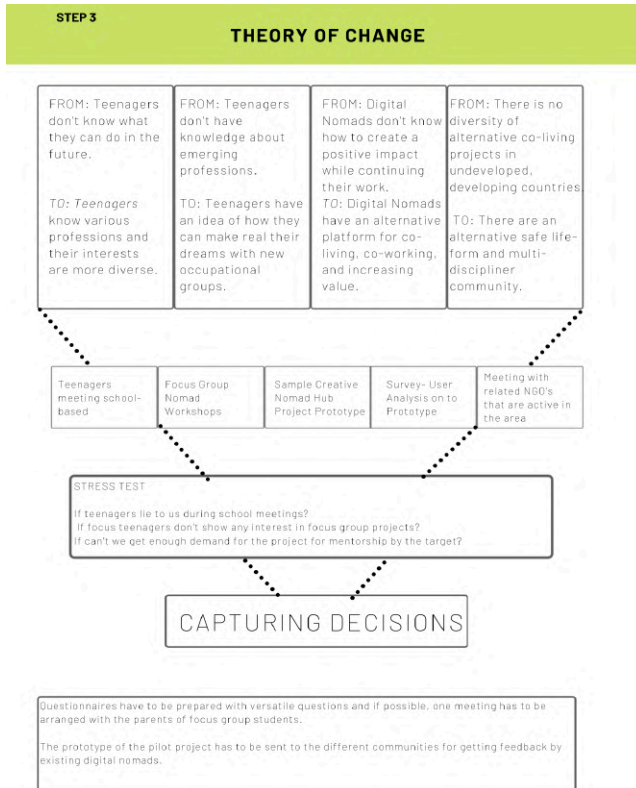 STEP 3
THEORY OF CHANGE
FROM: Teenagers
don't know what
they can do in the
future.
TO: Teenagers
know various
professions and
their interests
are more diverse.
FROM: Teenagers
don't have
knowledge about
emerging
professions.
TO: Teenagers have
an idea of how they
can make real their
dreams with new
occupational
groups.
FROM: Digital
Nomads don't know
how to create a
positive impact
while continuing
their work.
TO: Digital Nomads
have an alternative
platform for co-
living, co-working,
and increasing
value.
FROM: There is no
diversity of
alternative co-living
projects in
undeveloped,
developing countries.
TO: There are an
alternative safe life-
form and multi-
discipliner
community.
Teenagers
meeting school-
based
Focus Group
Nomad
Workshops
Sample Creative
Nomad Hub
Project Prototype
Survey- User
Analysis on to
Prototype
Meeting with
related NGO's
that are active in
the area
STRESS TEST
If teenagers lie to us during school meetings?
If focus teenagers don't show any interest in focus group projects?
If can't we get enough demand for the project for mentorship by the target?
CAPTURING DECISIONS
Questionnaires have to be prepared with versatile questions and if possible, one meeting has to be
arranged with the parents of focus group students.
The prototype of the pilot project has to be sent to the different communities for getting feedback by
existing digital nomads.